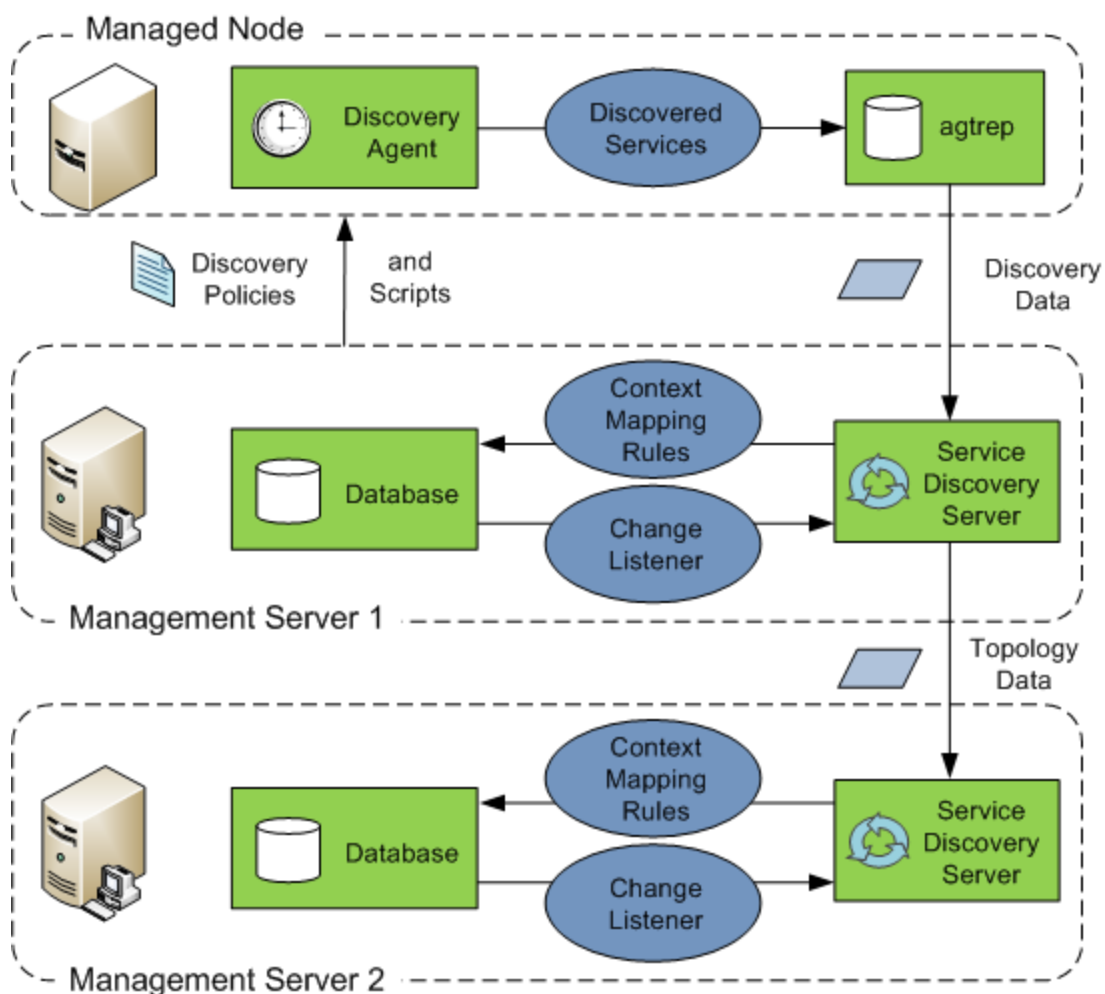 Managed Node
Discovery
Agent
Discovered
Services
agtrep
Discovery
Policies
and
Scripts
Discovery
Data
Context
Mapping
Rules
Database
Service
Discovery
Server
Change
Listener
Management Server 1
Topology
Data
Context
Mapping
Rules
Database
Service
Discovery
Server
Change
Listener
Management Server 2